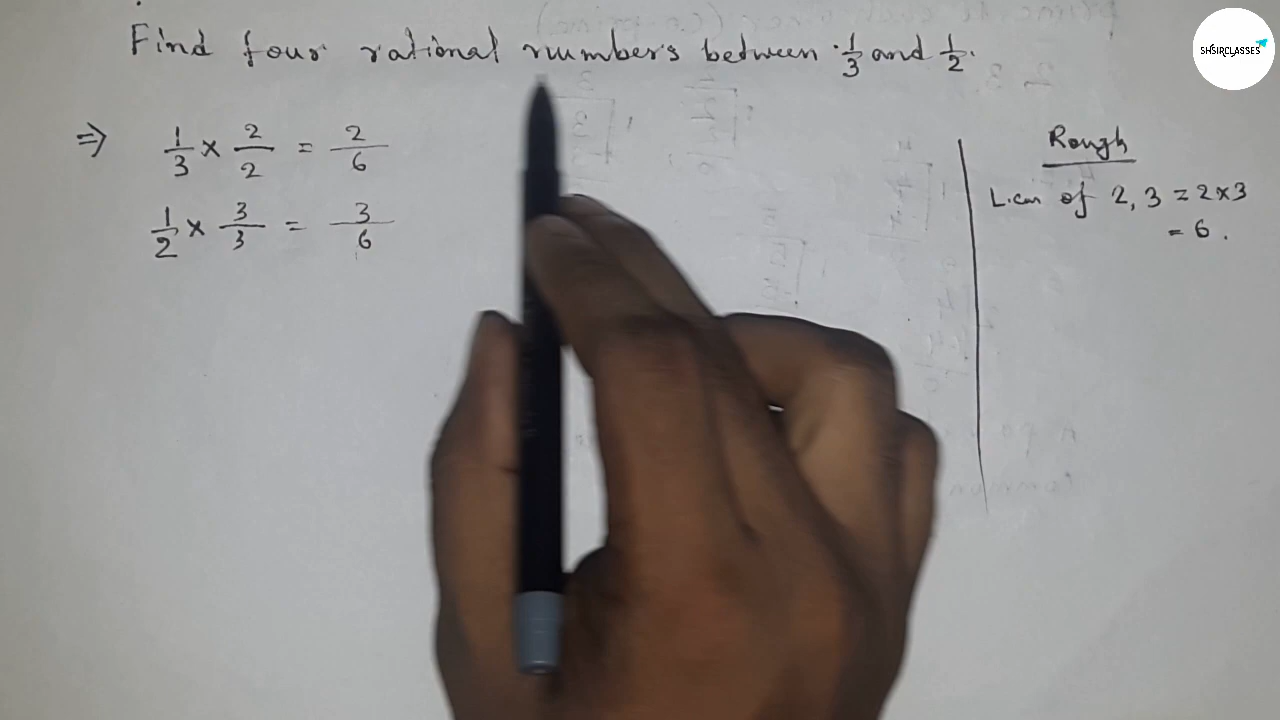 Find four rational numbers between 1/3 and 1/2.
SHSIRCLASSES
⇒ 1/3 × 2/2 = 2/6
1/2 × 3/3 = 3/6
Rough
L.cm of 2, 3 = 2×3
= 6.